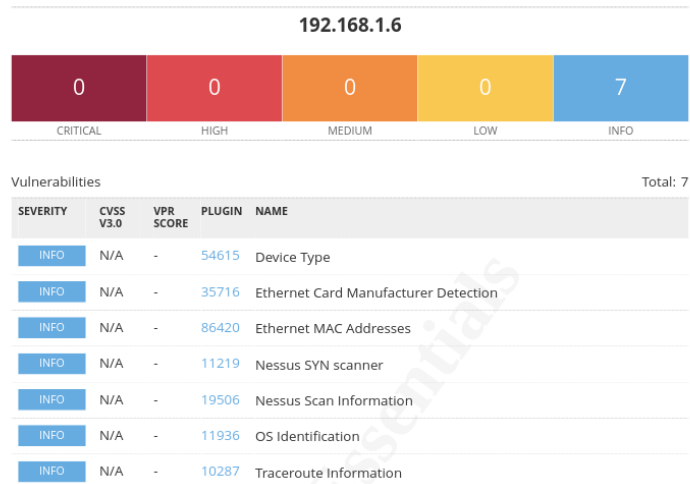 192.168.1.6
0 0 0 0 7
CRITICAL HIGH MEDIUM LOW INFO
Vulnerabilities Total: 7
SEVERITY CVSS V3.0 VPR SCORE PLUGIN NAME
INFO N/A - 54615 Device Type
INFO N/A - 35716 Ethernet Card Manufacturer Detection
INFO N/A - 86420 Ethernet MAC Addresses
INFO N/A - 11219 Nessus SYN scanner
INFO N/A - 19506 Nessus Scan Information
INFO N/A - 11936 OS Identification
INFO N/A - 10287 Traceroute Information
ssentials